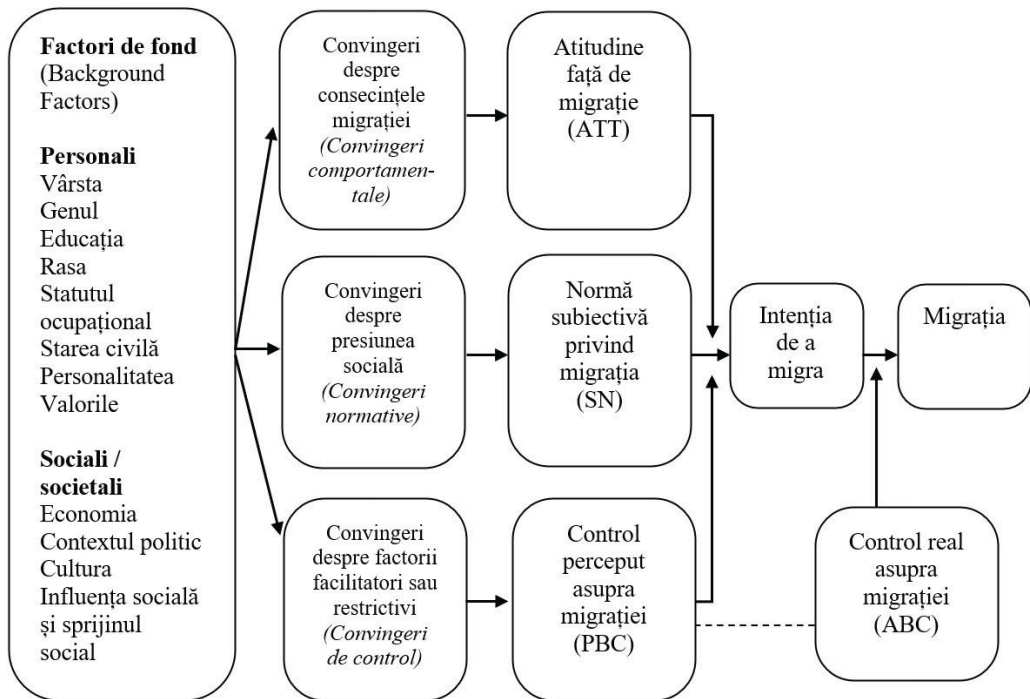 Factori de fond
(Background
Factors)
Personali
Vârsta
Genul
Educația
Rasa
Statutul
ocupațional
Starea civilă
Personalitatea
Valorile
Sociali /
societali
Economia
Contextul politic
Cultura
Influența socială
și sprijinul
social
Convingeri
despre
consecințele
migrației
(Convingeri
comportamen-
tale)
Atitudine
față de
migrație
(ATT)
Convingeri
despre
presiunea
socială
(Convingeri
normative)
Normă
subiectivă
privind
migrația
(SN)
Intenția
de a
migra
Migrația
Convingeri
despre factorii
facilitatori sau
restrictivi
(Convingeri
de control)
Control
perceput
asupra
migrației
(PBC)
Control real
asupra
migrației
(ABC)